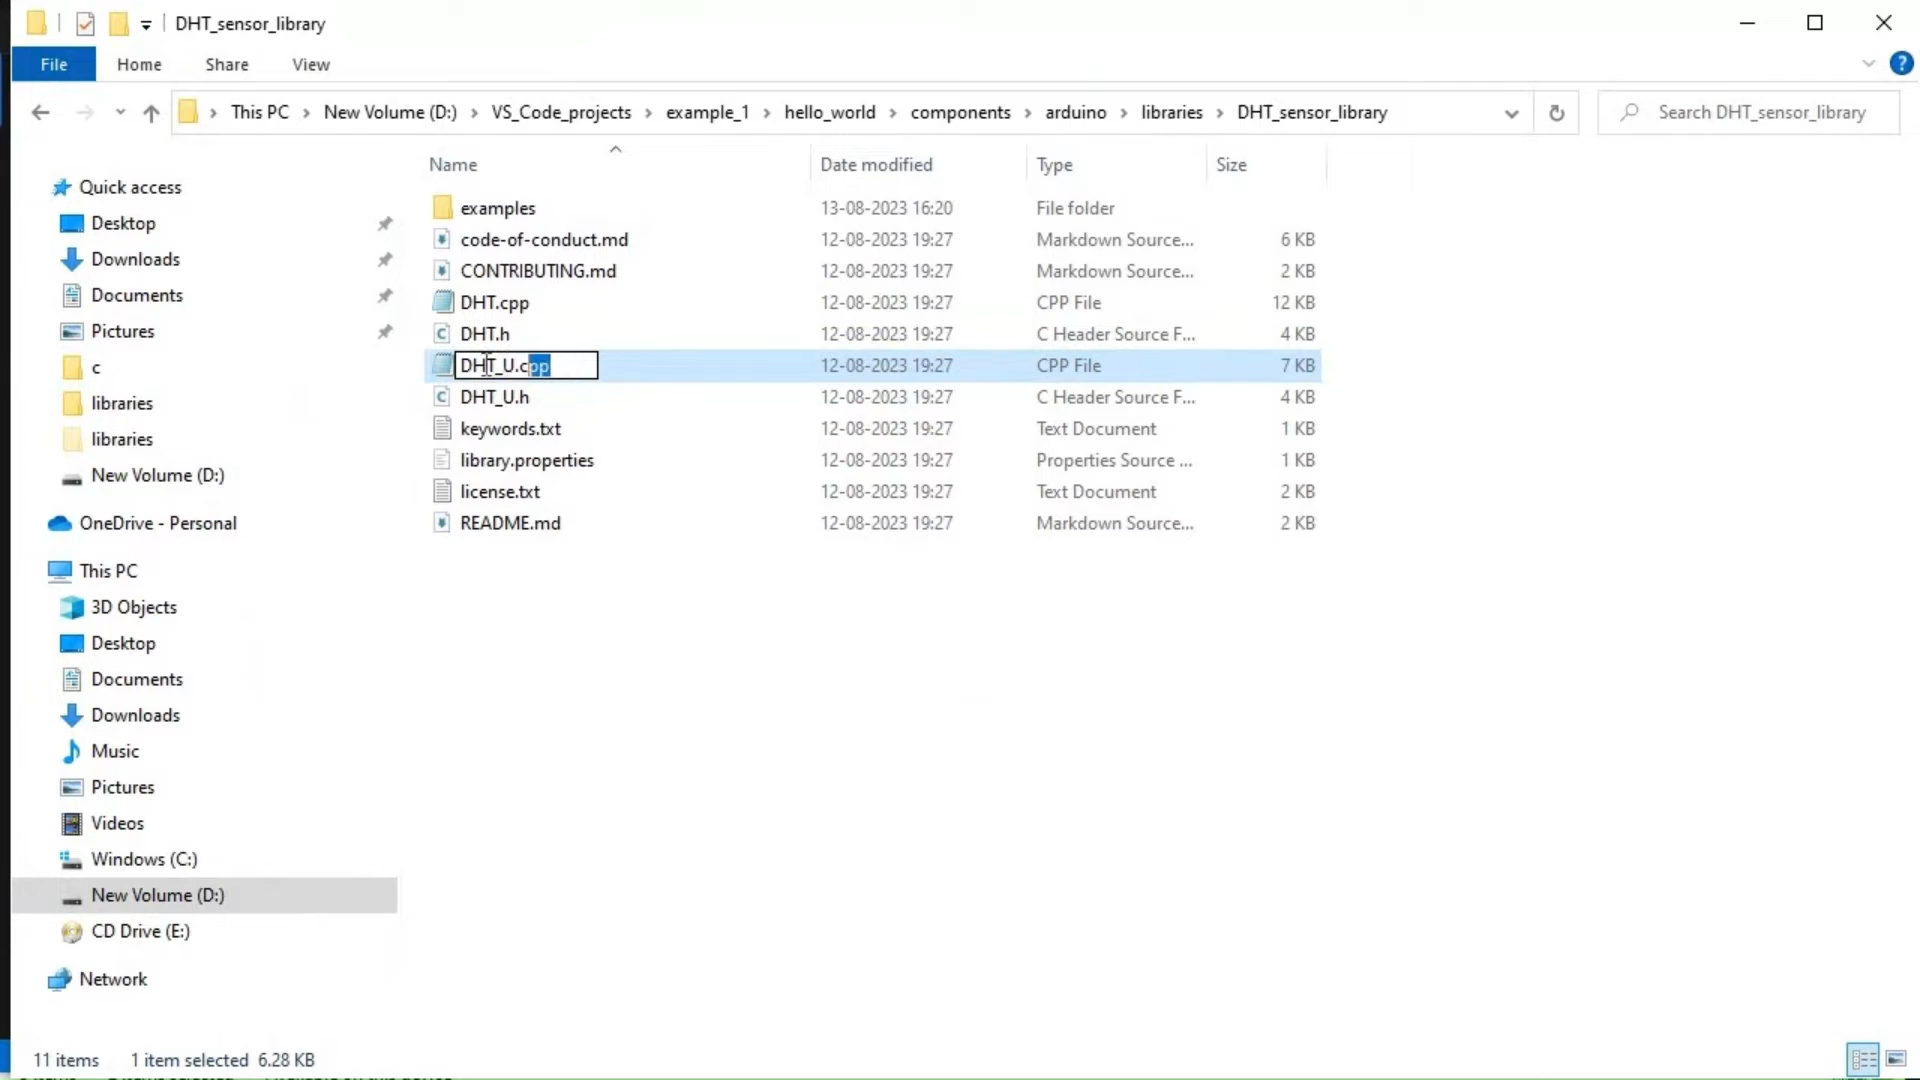 DHT_sensor_library
File Home Share View
This PC New Volume (D:) VS_Code_projects example_1 hello_world components arduino libraries DHT_sensor_library Search DHT_sensor_library
Name Date modified Type Size
Quick access
Desktop
Downloads
Documents
Pictures
c
libraries
libraries
New Volume (D:)
OneDrive - Personal
This PC
3D Objects
Desktop
Documents
Downloads
Music
Pictures
Videos
Windows (C:)
New Volume (D:)
CD Drive (E:)
Network
examples 13-08-2023 16:20 File folder
code-of-conduct.md 12-08-2023 19:27 Markdown Source... 6 KB
CONTRIBUTING.md 12-08-2023 19:27 Markdown Source... 2 KB
DHT.cpp 12-08-2023 19:27 CPP File 12 KB
DHT.h 12-08-2023 19:27 C Header Source F... 4 KB
DHT_U.cpp 12-08-2023 19:27 CPP File 7 KB
DHT_U.h 12-08-2023 19:27 C Header Source F... 4 KB
keywords.txt 12-08-2023 19:27 Text Document 1 KB
library.properties 12-08-2023 19:27 Properties Source ... 1 KB
license.txt 12-08-2023 19:27 Text Document 2 KB
README.md 12-08-2023 19:27 Markdown Source... 2 KB
11 items 1 item selected 6.28 KB